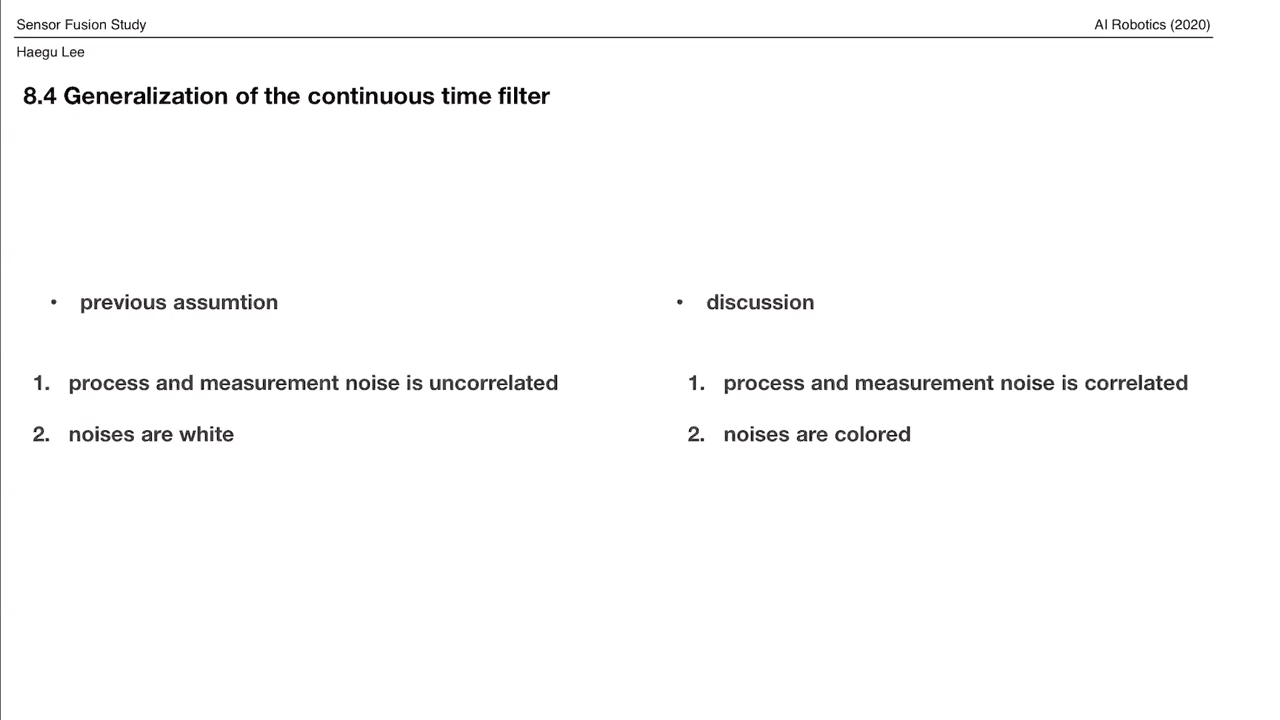 Sensor Fusion Study
AI Robotics (2020)
Haegu Lee
8.4 Generalization of the continuous time filter
• previous assumtion
1. process and measurement noise is uncorrelated
2. noises are white
• discussion
1. process and measurement noise is correlated
2. noises are colored